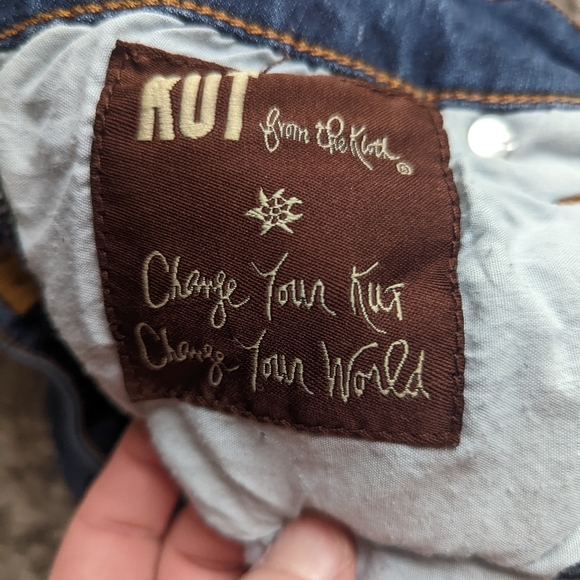 KUT from the Kloth ®
Change Your Kut
Change Your World